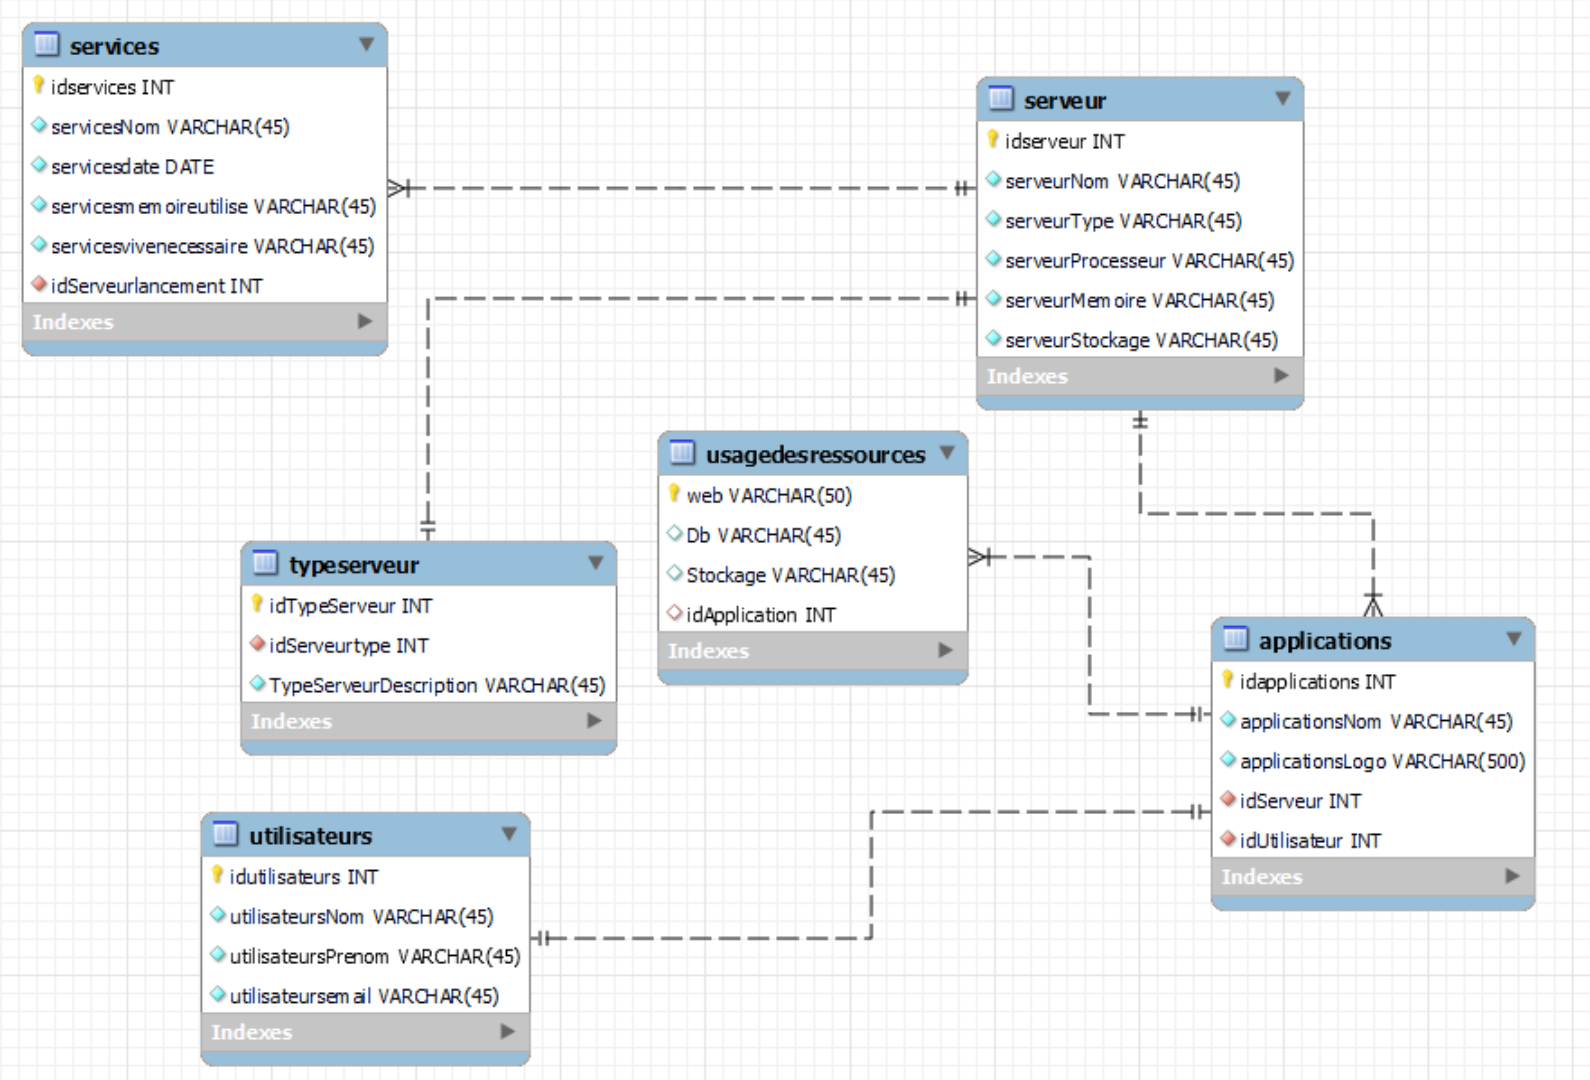 services
idservices INT
servicesNom VARCHAR(45)
servicesdate DATE
servicesmemoireutilise VARCHAR(45)
servicesvivenecessaire VARCHAR(45)
idServeurlancement INT
Indexes
serveur
idserveur INT
serveurNom VARCHAR(45)
serveurType VARCHAR(45)
serveurProcesseur VARCHAR(45)
serveurMemoire VARCHAR(45)
serveurStockage VARCHAR(45)
Indexes
usagedesressources
web VARCHAR(50)
Db VARCHAR(45)
Stockage VARCHAR(45)
idApplication INT
Indexes
typeserveur
idTypeServeur INT
idServeurtype INT
TypeServeurDescription VARCHAR(45)
Indexes
applications
idapplications INT
applicationsNom VARCHAR(45)
applicationsLogo VARCHAR(500)
idServeur INT
idUtilisateur INT
Indexes
utilisateurs
idutilisateurs INT
utilisateursNom VARCHAR(45)
utilisateursPrenom VARCHAR(45)
utilisateursemail VARCHAR(45)
Indexes